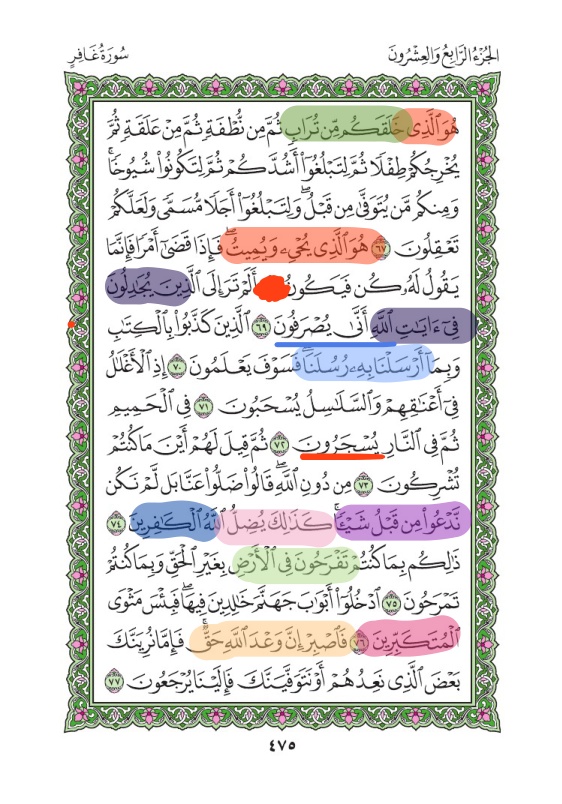 الجُزْءُ الرَّابِعُ وَالعِشْرُونَ
سُورَةُ غَافِرٍ
هُوَ ٱلَّذِى خَلَقَكُم مِّن تُرَابٍ ثُمَّ مِن نُّطْفَةٍ ثُمَّ مِنْ عَلَقَةٍ ثُمَّ
يُخْرِجُكُمْ طِفْلًا ثُمَّ لِتَبْلُغُوٓا۟ أَشُدَّكُمْ ثُمَّ لِتَكُونُوا۟ شُيُوخًا ۚ
وَمِنكُم مَّن يُتَوَفَّىٰ مِن قَبْلُ ۖ وَلِتَبْلُغُوٓا۟ أَجَلًا مُّسَمًّى وَلَعَلَّكُمْ
تَعْقِلُونَ ٦٧ هُوَ ٱلَّذِى يُحْىِۦ وَيُمِيتُ ۖ فَإِذَا قَضَىٰٓ أَمْرًا فَإِنَّمَا
يَقُولُ لَهُۥ كُن فَيَكُونُ أَلَمْ تَرَ إِلَى ٱلَّذِينَ يُجَٰدِلُونَ
فِىٓ ءَايَٰتِ ٱللَّهِ أَنَّىٰ يُصْرَفُونَ ٦٩ ٱلَّذِينَ كَذَّبُوا۟ بِٱلْكِتَٰبِ
وَبِمَآ أَرْسَلْنَا بِهِۦ رُسُلَنَا ۖ فَسَوْفَ يَعْلَمُونَ ٧٠ إِذِ ٱلْأَغْلَٰلُ
فِىٓ أَعْنَٰقِهِمْ وَٱلسَّلَٰسِلُ يُسْحَبُونَ ٧١ فِى ٱلْحَمِيمِ
ثُمَّ فِى ٱلنَّارِ يُسْجَرُونَ ٧٢ ثُمَّ قِيلَ لَهُمْ أَيْنَ مَا كُنتُمْ
تُشْرِكُونَ ٧٣ مِن دُونِ ٱللَّهِ ۖ قَالُوا۟ ضَلُّوا۟ عَنَّا بَل لَّمْ نَكُن
نَّدْعُوا۟ مِن قَبْلُ شَيْـًٔا ۚ كَذَٰلِكَ يُضِلُّ ٱللَّهُ ٱلْكَٰفِرِينَ ٧٤
ذَٰلِكُم بِمَا كُنتُمْ تَفْرَحُونَ فِى ٱلْأَرْضِ بِغَيْرِ ٱلْحَقِّ وَبِمَا كُنتُمْ
تَمْرَحُونَ ٧٥ ٱدْخُلُوٓا۟ أَبْوَٰبَ جَهَنَّمَ خَٰلِدِينَ فِيهَا ۖ فَبِئْسَ مَثْوَى
ٱلْمُتَكَبِّرِينَ ٧٦ فَٱصْبِرْ إِنَّ وَعْدَ ٱللَّهِ حَقٌّ ۚ فَإِمَّا نُرِيَنَّكَ
بَعْضَ ٱلَّذِى نَعِدُهُمْ أَوْ نَتَوَفَّيَنَّكَ فَإِلَيْنَا يُرْجَعُونَ ٧٧
٤٧٥